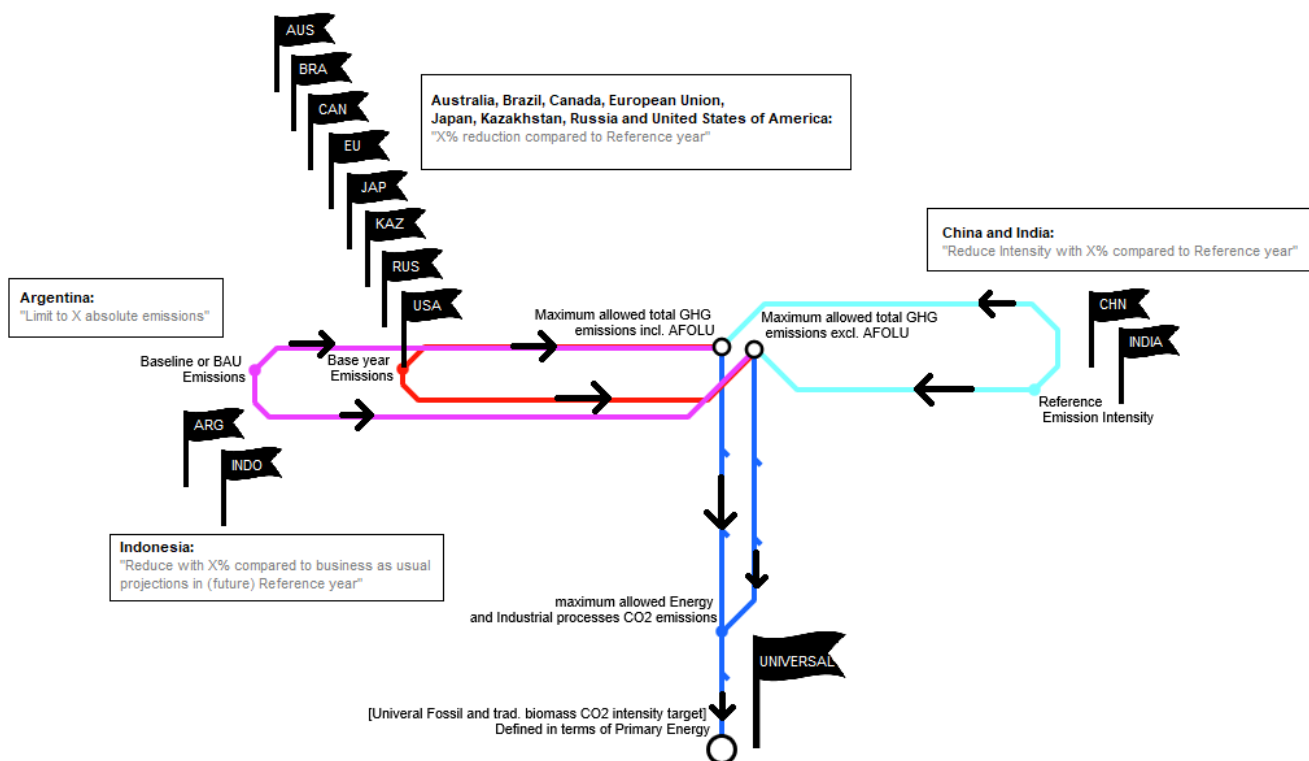 AUS
BRA
CAN
EU
JAP
KAZ
RUS
USA
Australia, Brazil, Canada, European Union,
Japan, Kazakhstan, Russia and United States of America:
"X% reduction compared to Reference year"
China and India:
"Reduce Intensity with X% compared to Reference year"
Argentina:
"Limit to X absolute emissions"
CHN
INDIA
Maximum allowed total GHG
emissions incl. AFOLU
Maximum allowed total GHG
emissions excl. AFOLU
Baseline or BAU
Emissions
Base year
Emissions
Reference
Emission Intensity
ARG
INDO
Indonesia:
"Reduce with X% compared to business as usual
projections in (future) Reference year"
maximum allowed Energy
and Industrial processes CO2 emissions
UNIVERSAL
[Univeral Fossil and trad. biomass CO2 intensity target]
Defined in terms of Primary Energy